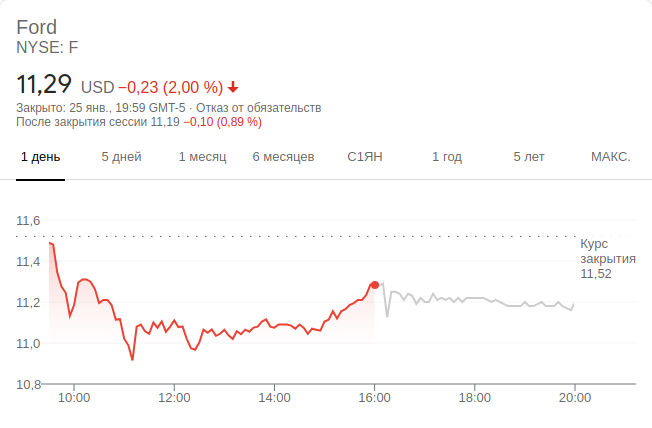 Ford
NYSE: F
11,29 USD −0,23 (2,00 %)
Закрыто: 25 янв., 19:59 GMT-5 · Отказ от обязательств
После закрытия сессии 11,19 −0,10 (0,89 %)
1 день 5 дней 1 месяц 6 месяцев С1ЯН 1 год 5 лет МАКС.
11,6
Курс
закрытия
11,52
11,4
11,2
11,0
10,8
10:00 12:00 14:00 16:00 18:00 20:00